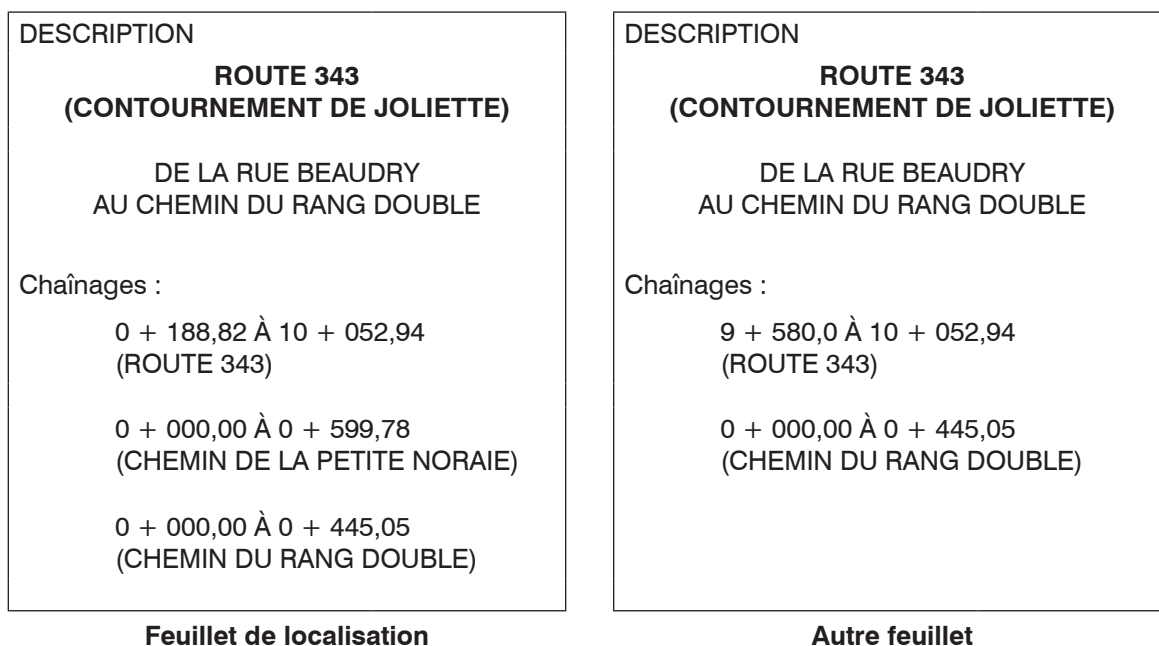 DESCRIPTION
ROUTE 343
(CONTOURNEMENT DE JOLIETTE)
DE LA RUE BEAUDRY
AU CHEMIN DU RANG DOUBLE
Chaînages :
0 + 188,82 À 10 + 052,94
(ROUTE 343)
0 + 000,00 À 0 + 599,78
(CHEMIN DE LA PETITE NORAIE)
0 + 000,00 À 0 + 445,05
(CHEMIN DU RANG DOUBLE)
Feuillet de localisation
DESCRIPTION
ROUTE 343
(CONTOURNEMENT DE JOLIETTE)
DE LA RUE BEAUDRY
AU CHEMIN DU RANG DOUBLE
Chaînages :
9 + 580,0 À 10 + 052,94
(ROUTE 343)
0 + 000,00 À 0 + 445,05
(CHEMIN DU RANG DOUBLE)
Autre feuillet